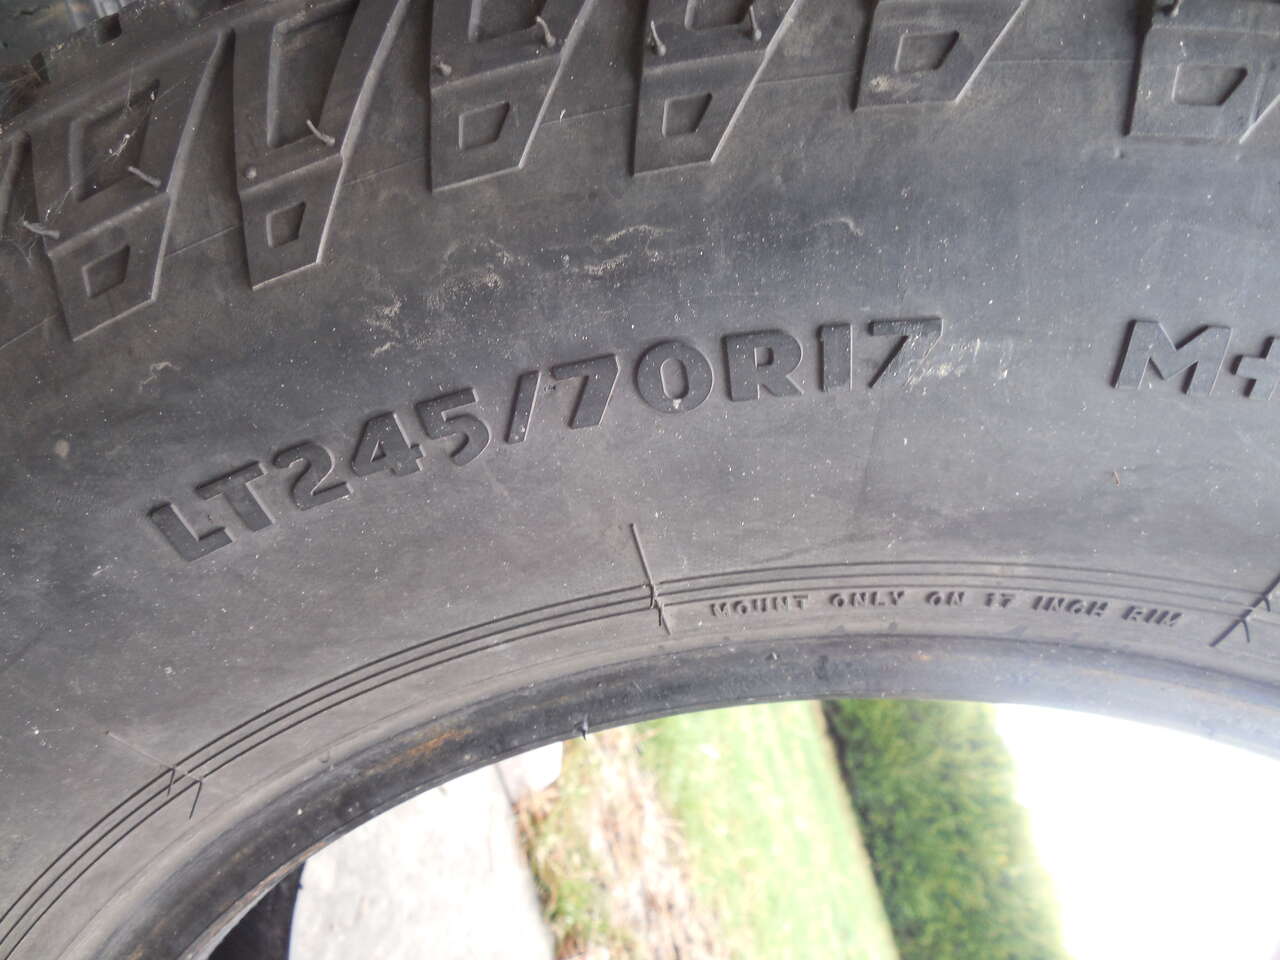 LT245/70R17
M+
MOUNT ONLY ON 17 INCH RIM